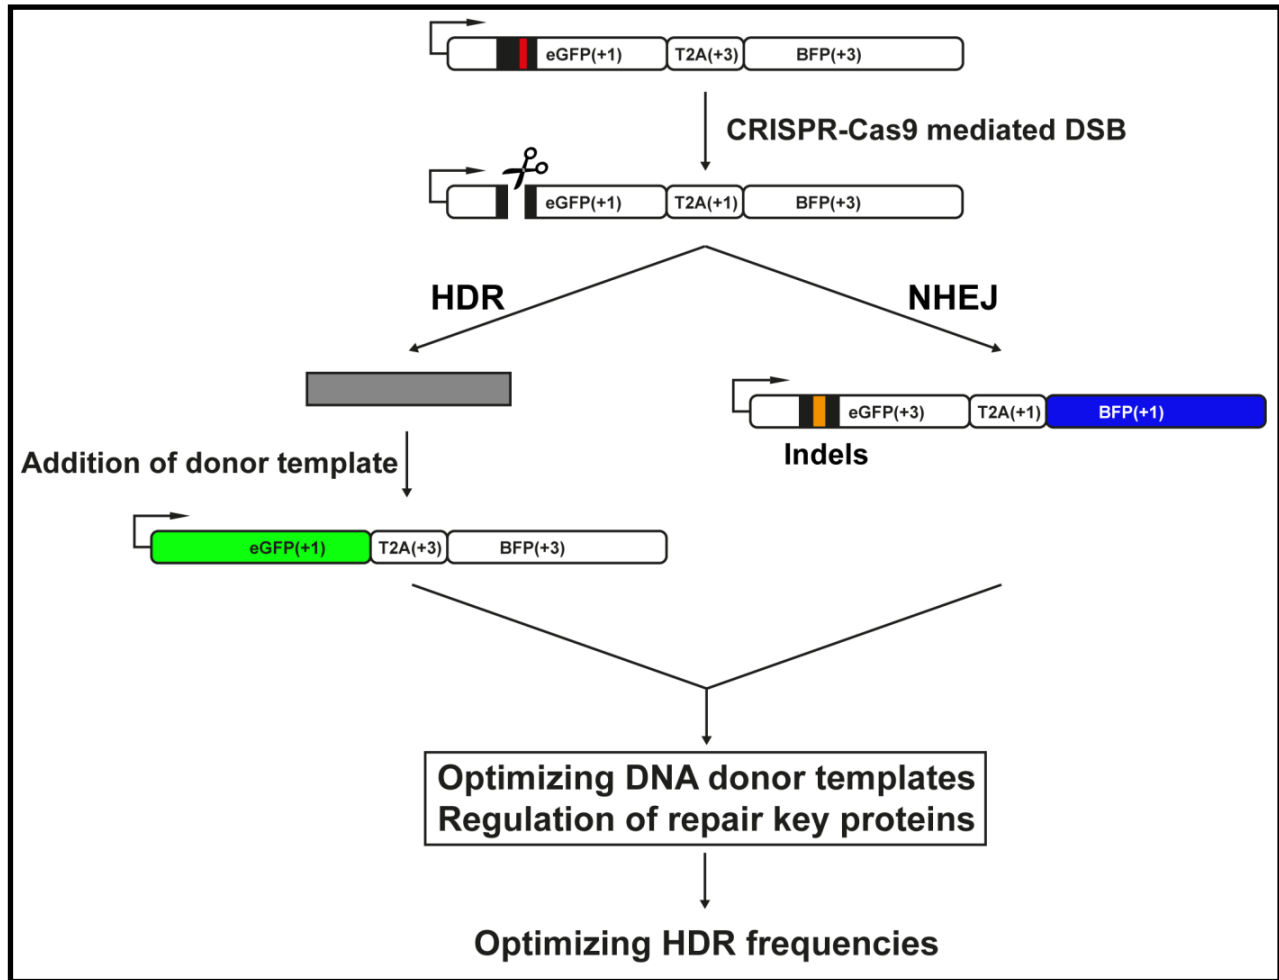 eGFP(+1) T2A(+3) BFP(+3)
CRISPR-Cas9 mediated DSB
eGFP(+1) T2A(+1) BFP(+3)
HDR NHEJ
eGFP(+3) T2A(+1) BFP(+1)
Indels
Addition of donor template
eGFP(+1) T2A(+3) BFP(+3)
Optimizing DNA donor templates
Regulation of repair key proteins
Optimizing HDR frequencies